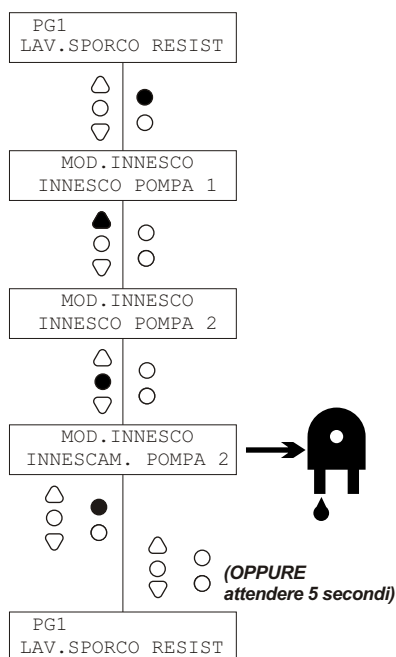 PG1
LAV.SPORCO RESIST
MOD.INNESCO
INNESCO POMPA 1
MOD.INNESCO
INNESCO POMPA 2
MOD.INNESCO
INNESCAM. POMPA 2
(OPPURE
attendere 5 secondi)
PG1
LAV.SPORCO RESIST